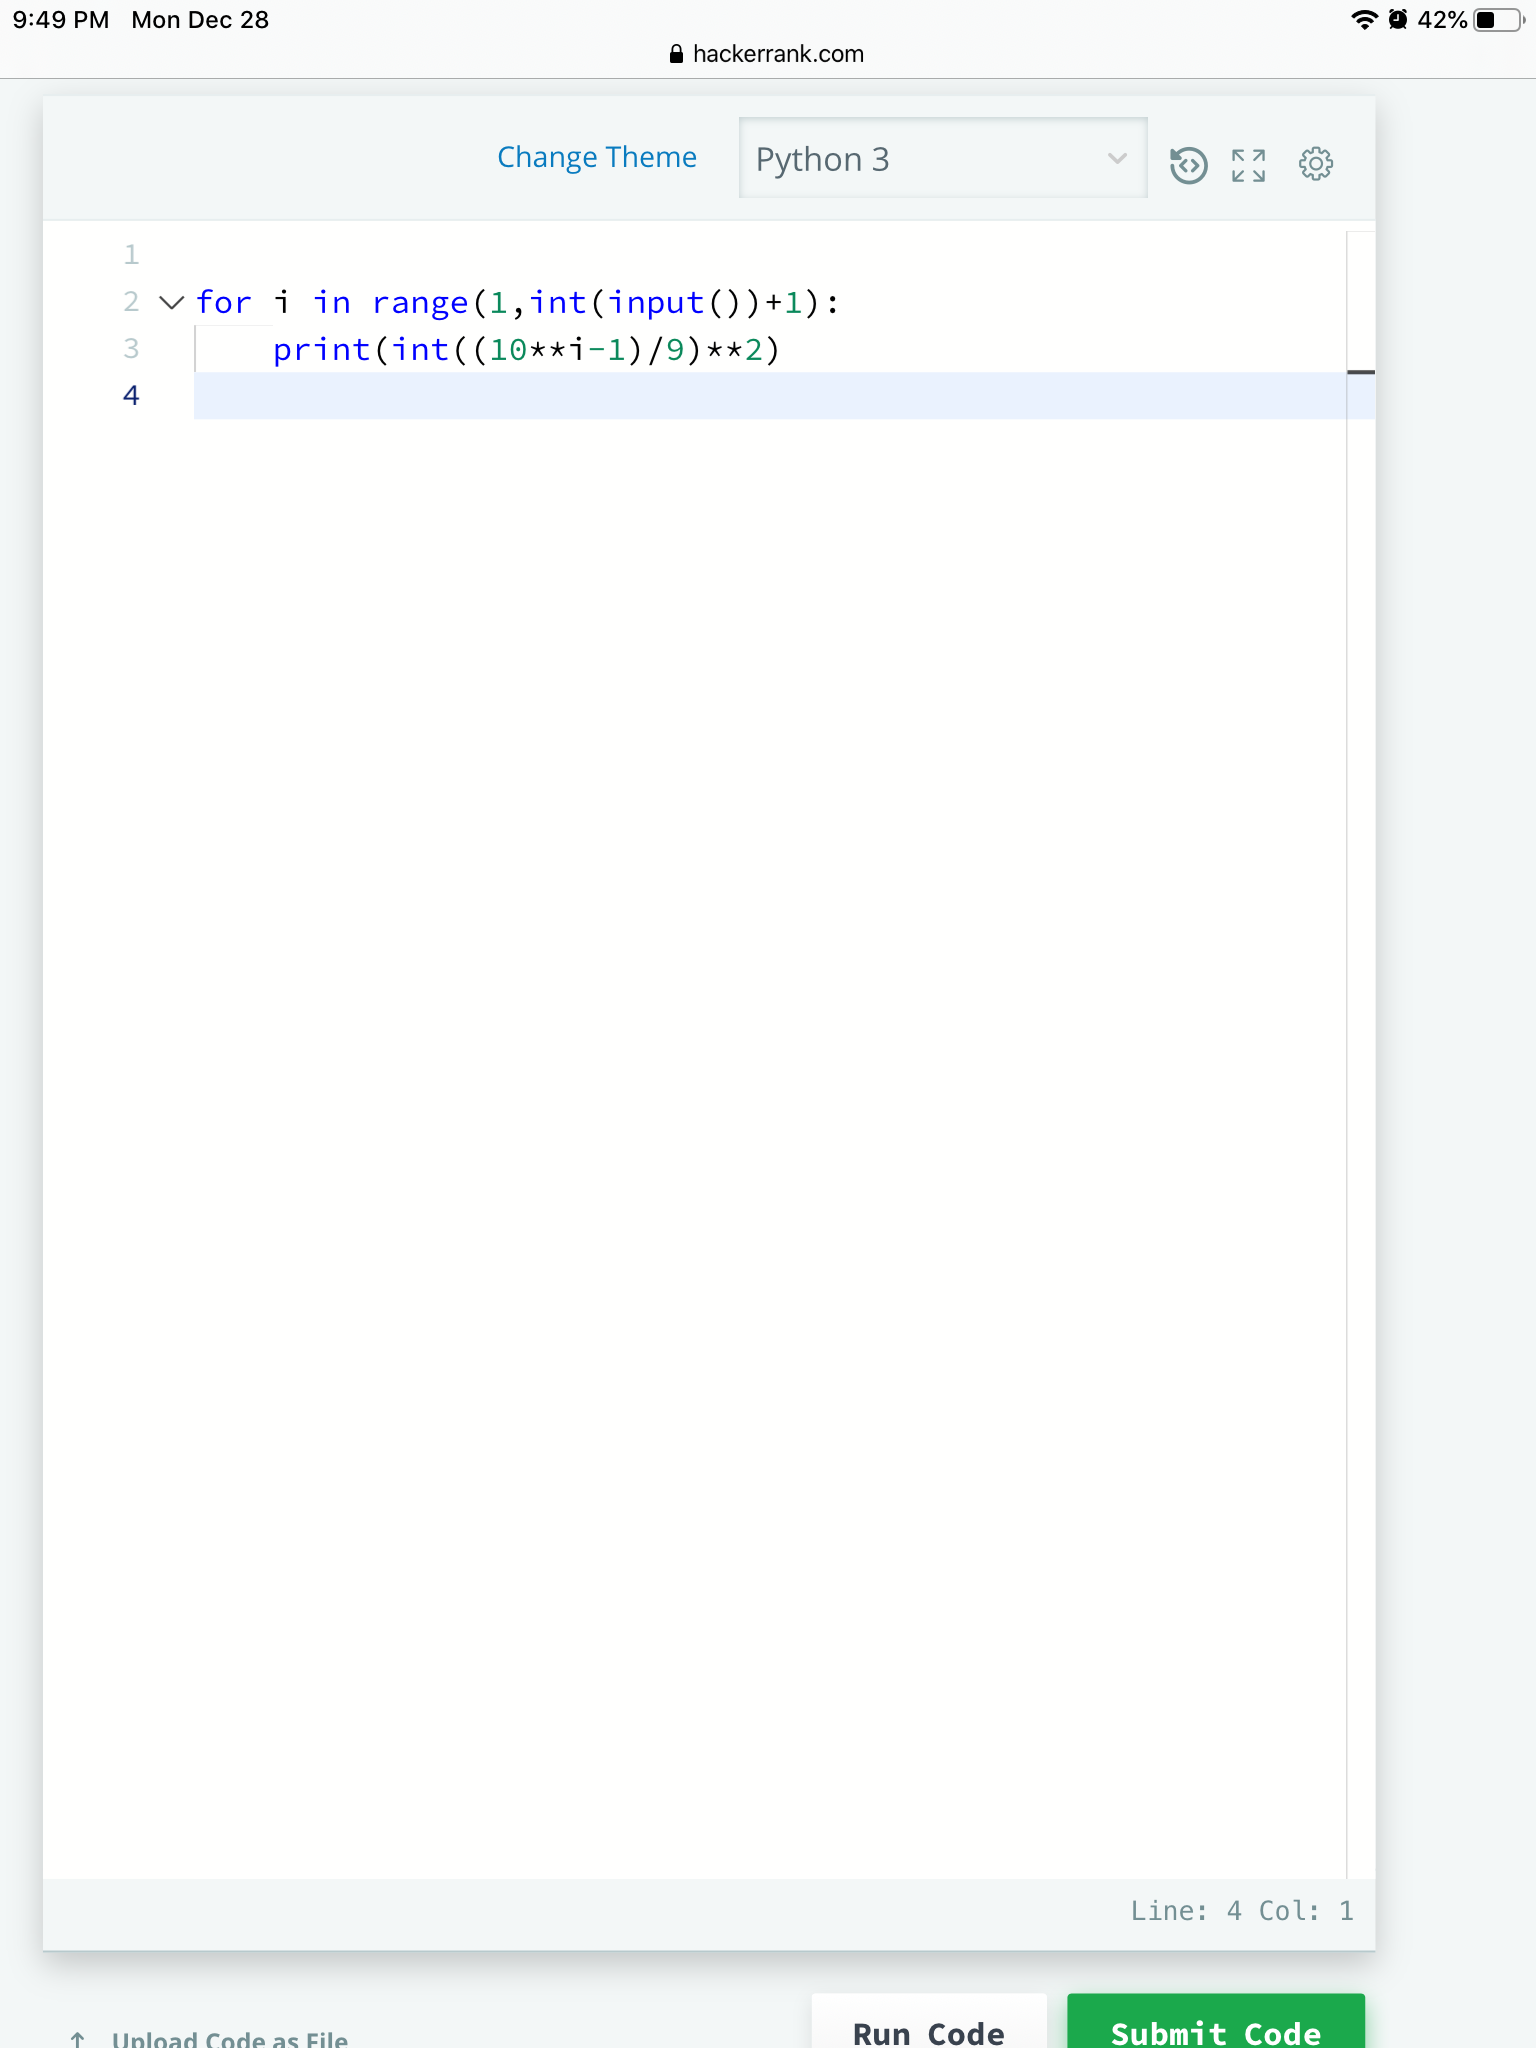 9:49 PM Mon Dec 28
42%
hackerrank.com
Change Theme
Python 3
1
2 for i in range(1,int(input())+1):
3 print(int((10**i-1)/9)**2)
4
Line: 4 Col: 1
Upload Code as File
Run Code
Submit Code